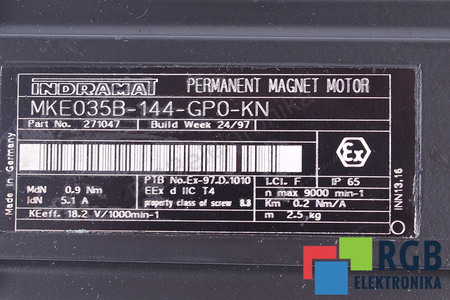 INDRAMAT PERMANENT MAGNET MOTOR
MKE035B-144-GP0-KN
Part No. 271047 Build Week 24/97
Made in Germany
Ex
PTB No.Ex-97.D.1010 I.CL. F IP 65
MdN 0.9 Nm EEx d IIC T4 n max 9000 min-1
IdN 5.1 A property class of screw 8.8 Km 0.2 Nm/A
KEeff. 18.2 V/1000min-1 m 2.5 kg
INN13.16
RGB
ELEKTRONIKA